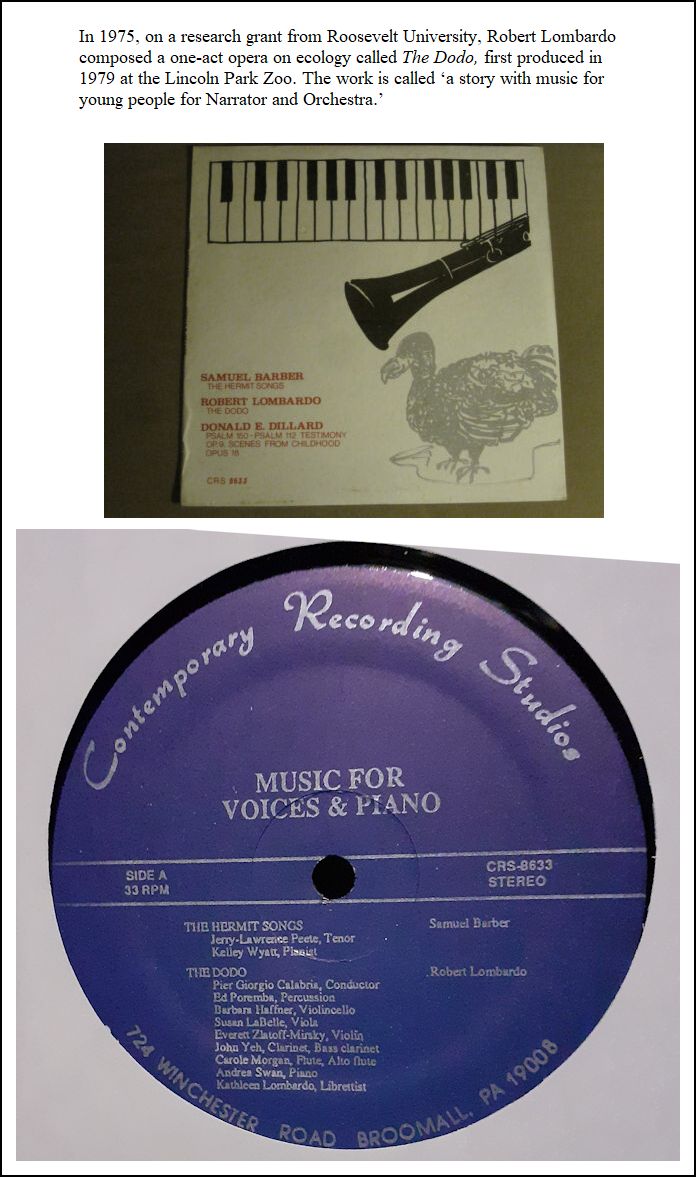 In 1975, on a research grant from Roosevelt University, Robert Lombardo
composed a one-act opera on ecology called The Dodo, first produced in
1979 at the Lincoln Park Zoo. The work is called ‘a story with music for
young people for Narrator and Orchestra.’
SAMUEL BARBER
THE HERMIT SONGS
ROBERT LOMBARDO
THE DODO
DONALD E. DILLARD
PSALM 150 - PSALM 112 TESTIMONY
OP.9. SCENES FROM CHILDHOOD
OPUS 18
CRS 8633
Contemporary Recording Studios
MUSIC FOR
VOICES & PIANO
SIDE A
33 RPM
CRS-8633
STEREO
THE HERMIT SONGS Samuel Barber
Jerry-Lawrence Peete, Tenor
Kelley Wyatt, Pianist
THE DODO Robert Lombardo
Pier Giorgio Calabria, Conductor
Ed Poremba, Percussion
Barbara Haffner, Violincello
Susan LaBelle, Viola
Everett Zlatoff-Mirsky, Violin
John Yeh, Clarinet, Bass clarinet
Carole Morgan, Flute, Alto flute
Andrea Swan, Piano
Kathleen Lombardo, Librettist
724 WINCHESTER ROAD BROOMALL, PA 19008